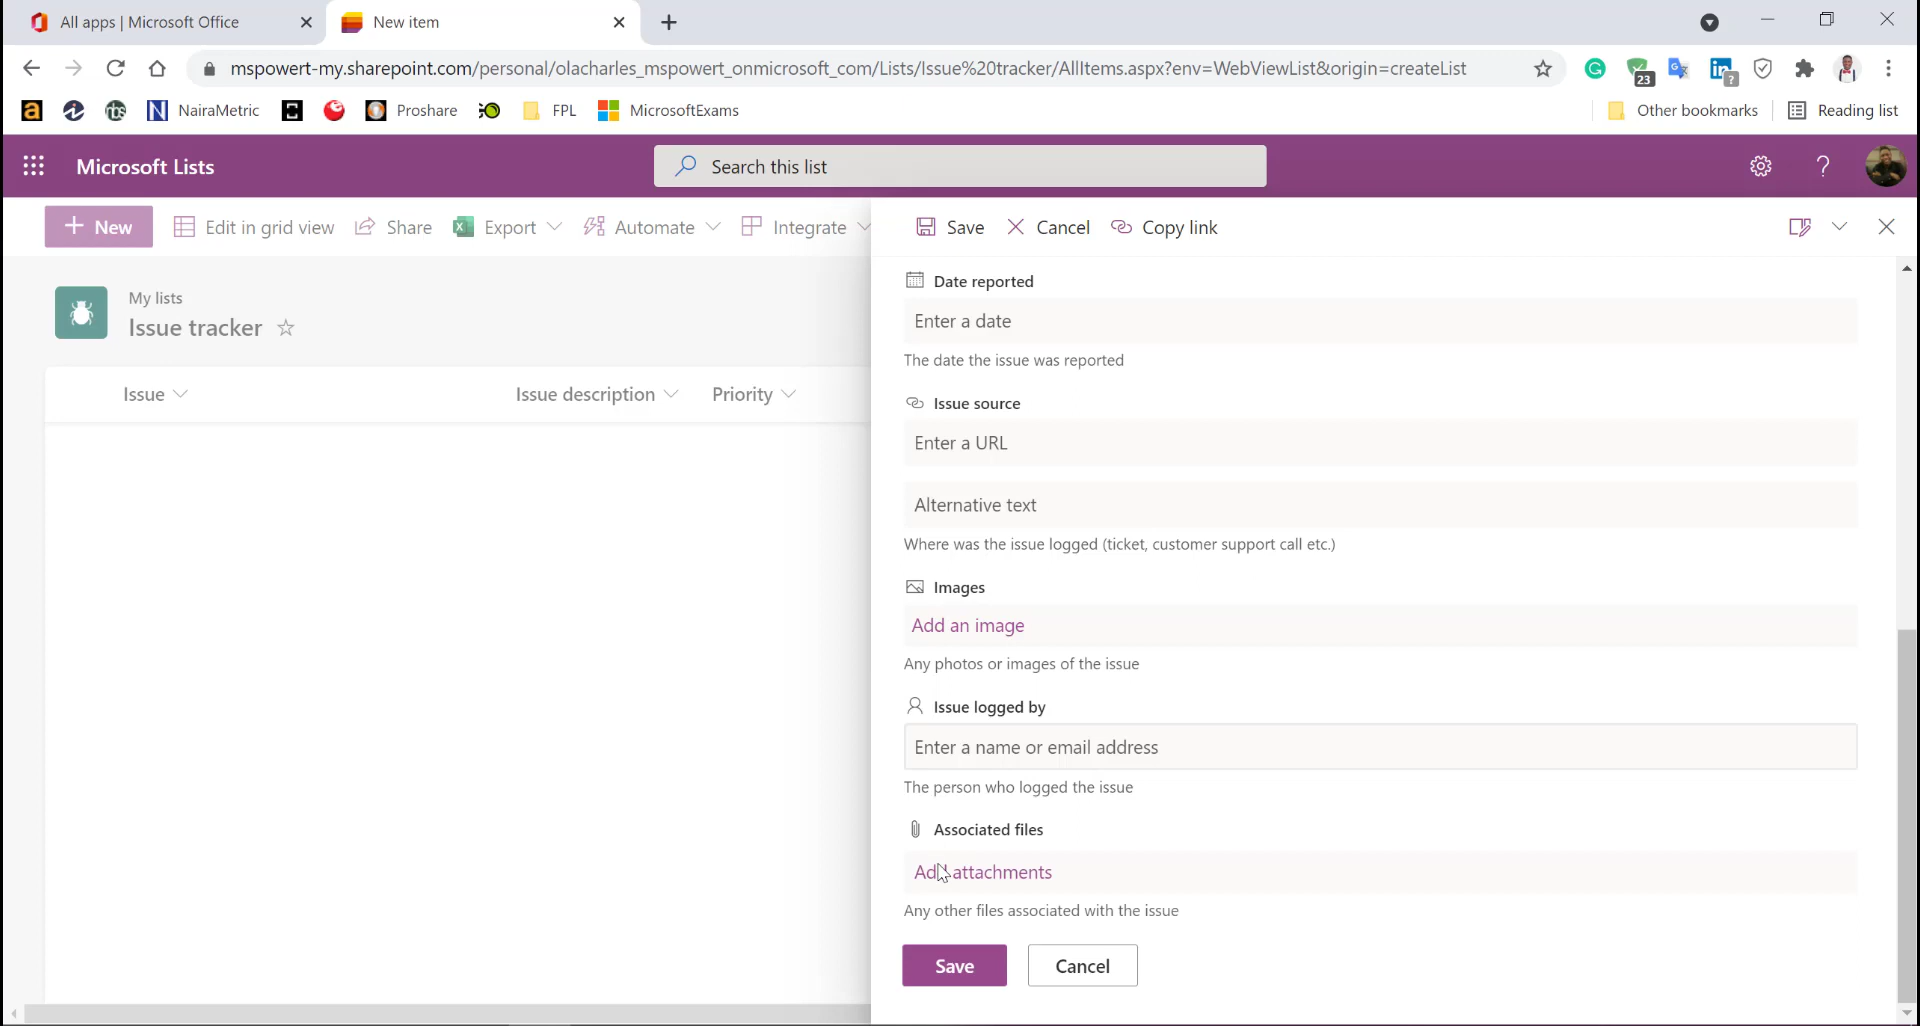 All apps | Microsoft Office
New item
mspowert-my.sharepoint.com/personal/olacharles_mspowert_onmicrosoft_com/Lists/Issue%20tracker/AllItems.aspx?env=WebViewList&origin=createList
23
in
?
a
nbs
N NairaMetric
Proshare
FPL
MicrosoftExams
Other bookmarks
Reading list
Microsoft Lists
Search this list
?
+ New
Edit in grid view
Share
Export
Automate
Integrate
Save
Cancel
Copy link
My lists
Issue tracker
Issue
Issue description
Priority
Date reported
Enter a date
The date the issue was reported
Issue source
Enter a URL
Alternative text
Where was the issue logged (ticket, customer support call etc.)
Images
Add an image
Any photos or images of the issue
Issue logged by
Enter a name or email address
The person who logged the issue
Associated files
Add attachments
Any other files associated with the issue
Save
Cancel